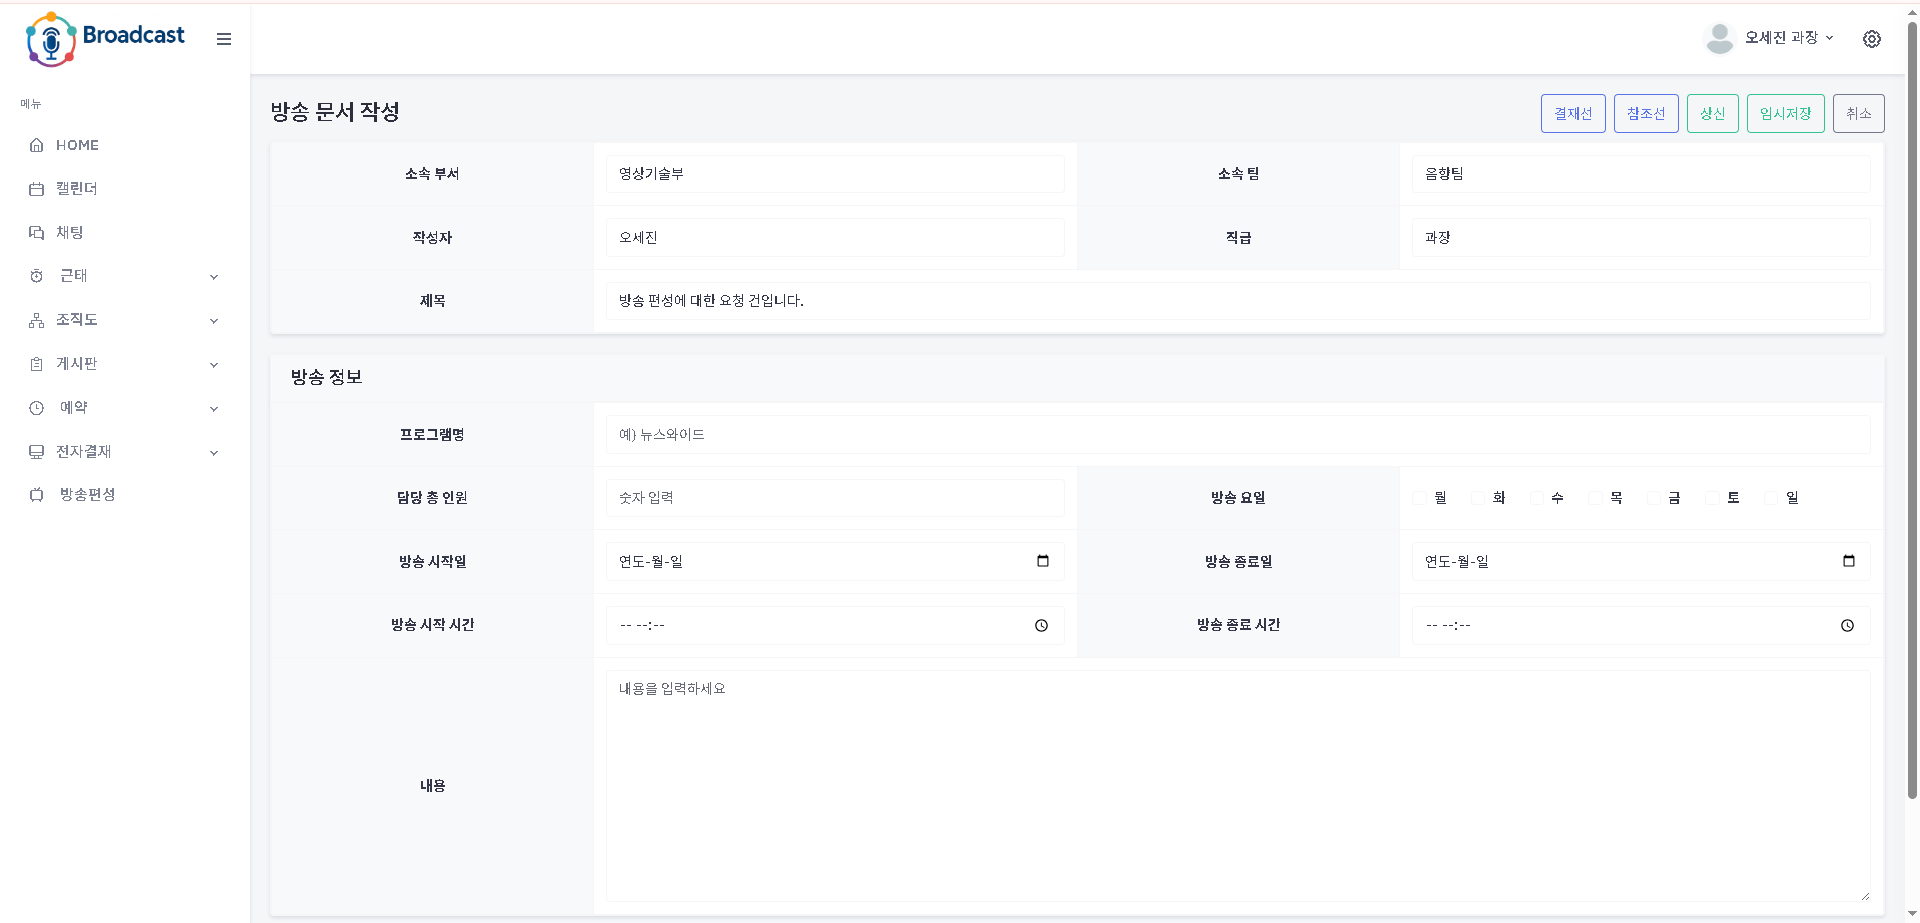 Broadcast
오세진 과장
메뉴
HOME
캘린더
채팅
근태
조직도
게시판
예약
전자결재
방송편성
방송 문서 작성
결재선 참조선 상신 임시저장 취소
소속 부서 영상기술부 소속 팀 음향팀
작성자 오세진 직급 과장
제목 방송 편성에 대한 요청 건입니다.
방송 정보
프로그램명 예) 뉴스와이드
담당 총 인원 숫자 입력 방송 요일 월 화 수 목 금 토 일
방송 시작일 연도-월-일 방송 종료일 연도-월-일
방송 시작 시간 -- --:-- 방송 종료 시간 -- --:--
내용 내용을 입력하세요